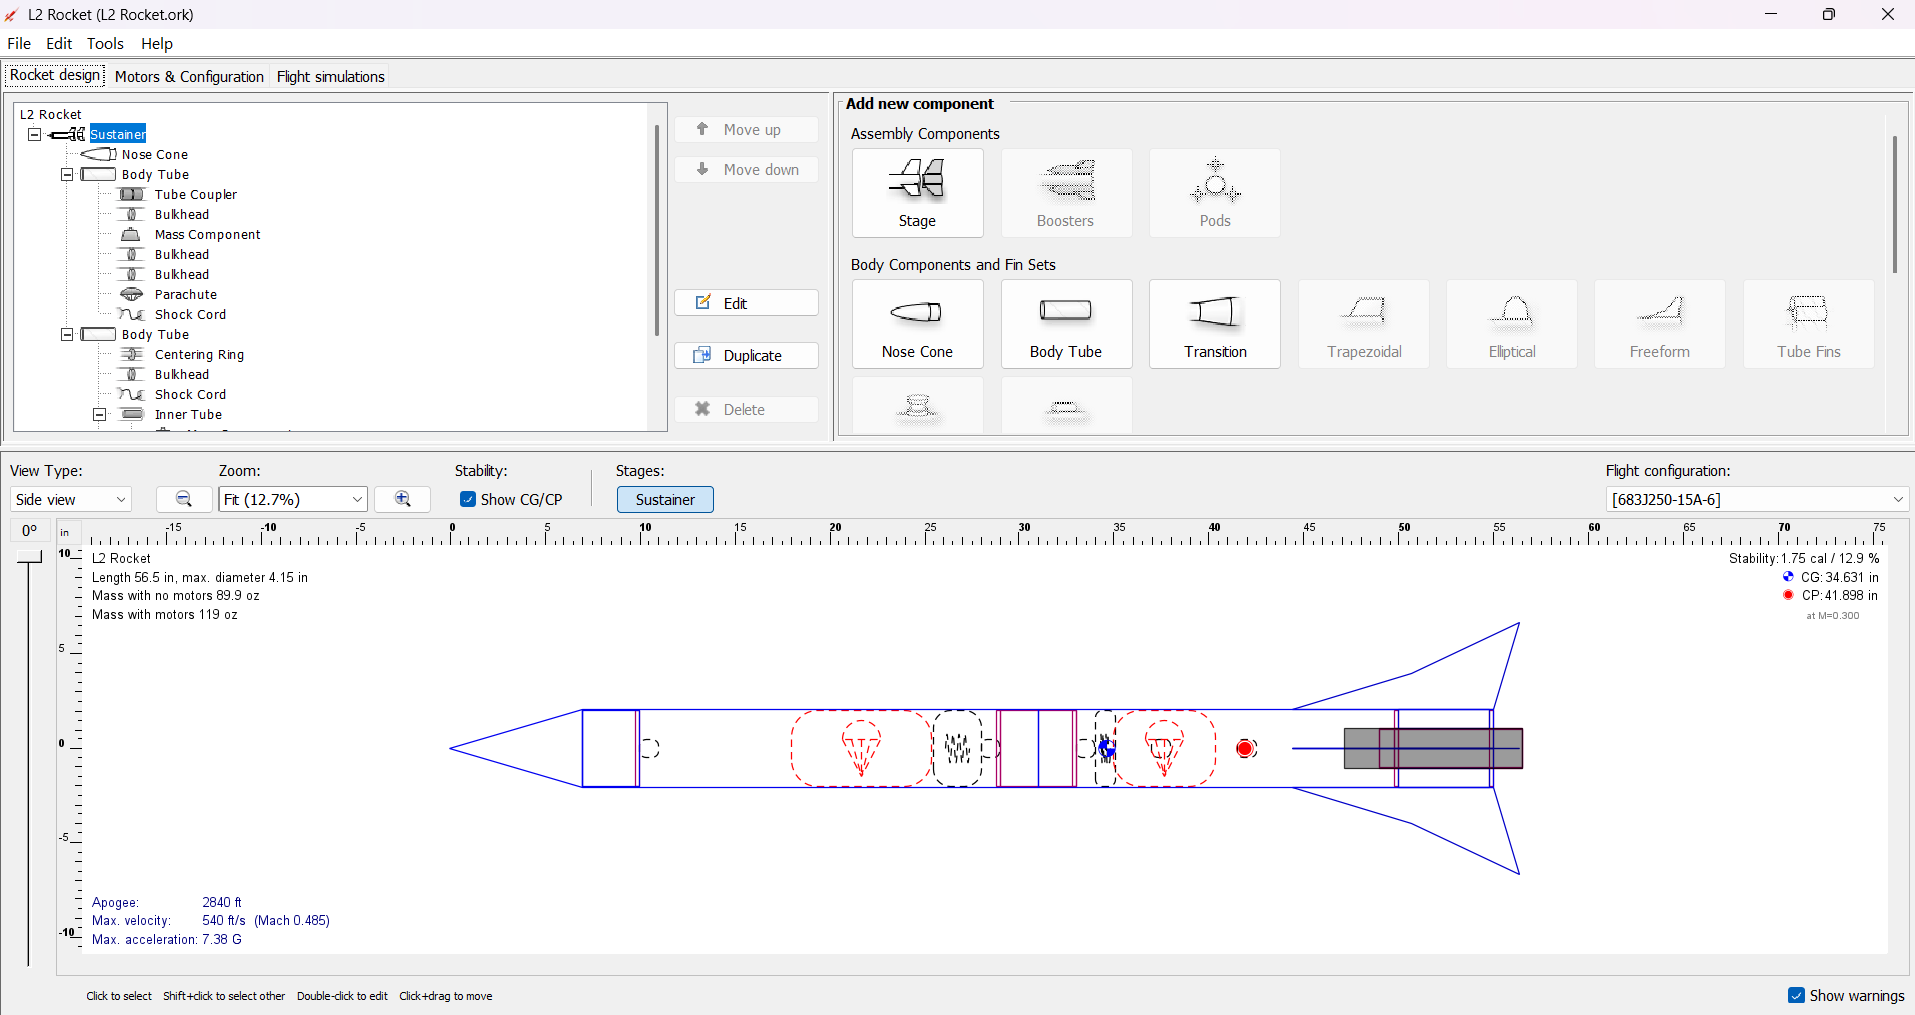 L2 Rocket (L2 Rocket.ork)
File Edit Tools Help
Rocket design Motors & Configuration Flight simulations
L2 Rocket
Sustainer
Nose Cone
Body Tube
Tube Coupler
Bulkhead
Mass Component
Bulkhead
Bulkhead
Parachute
Shock Cord
Body Tube
Centering Ring
Bulkhead
Shock Cord
Inner Tube
Move up
Move down
Edit
Duplicate
Delete
Add new component
Assembly Components
Stage Boosters Pods
Body Components and Fin Sets
Nose Cone Body Tube Transition Trapezoidal Elliptical Freeform Tube Fins
View Type: Zoom: Stability: Stages: Flight configuration:
Side view Fit (12.7%) Show CG/CP Sustainer [683J250-15A-6]
0°
in
-15 -10 -5 0 5 10 15 20 25 30 35 40 45 50 55 60 65 70 75
10
5
0
-5
-10
L2 Rocket
Length 56.5 in, max. diameter 4.15 in
Mass with no motors 89.9 oz
Mass with motors 119 oz
Stability: 1.75 cal / 12.9 %
CG: 34.631 in
CP: 41.898 in
at M=0.300
Apogee: 2840 ft
Max. velocity: 540 ft/s (Mach 0.485)
Max. acceleration: 7.38 G
Click to select Shift+click to select other Double-click to edit Click+drag to move
Show warnings